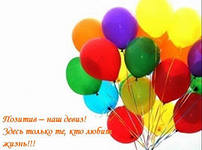 Позитив – наш девиз!
Здесь только те, кто любит
жизнь!!!